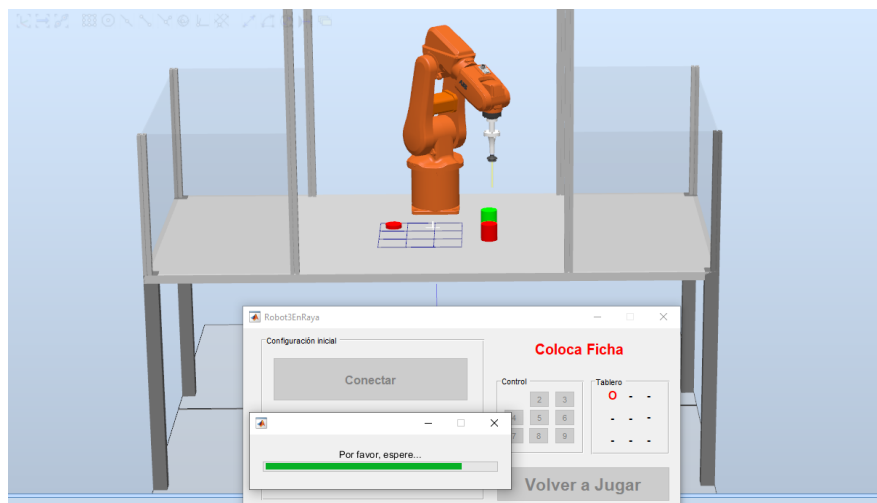 Robot3EnRaya
Configuración inicial
Conectar
Coloca Ficha
Control
2 3
4 5 6
7 8 9
Tablero
O - -
- - -
- - -
Por favor, espere...
Volver a Jugar